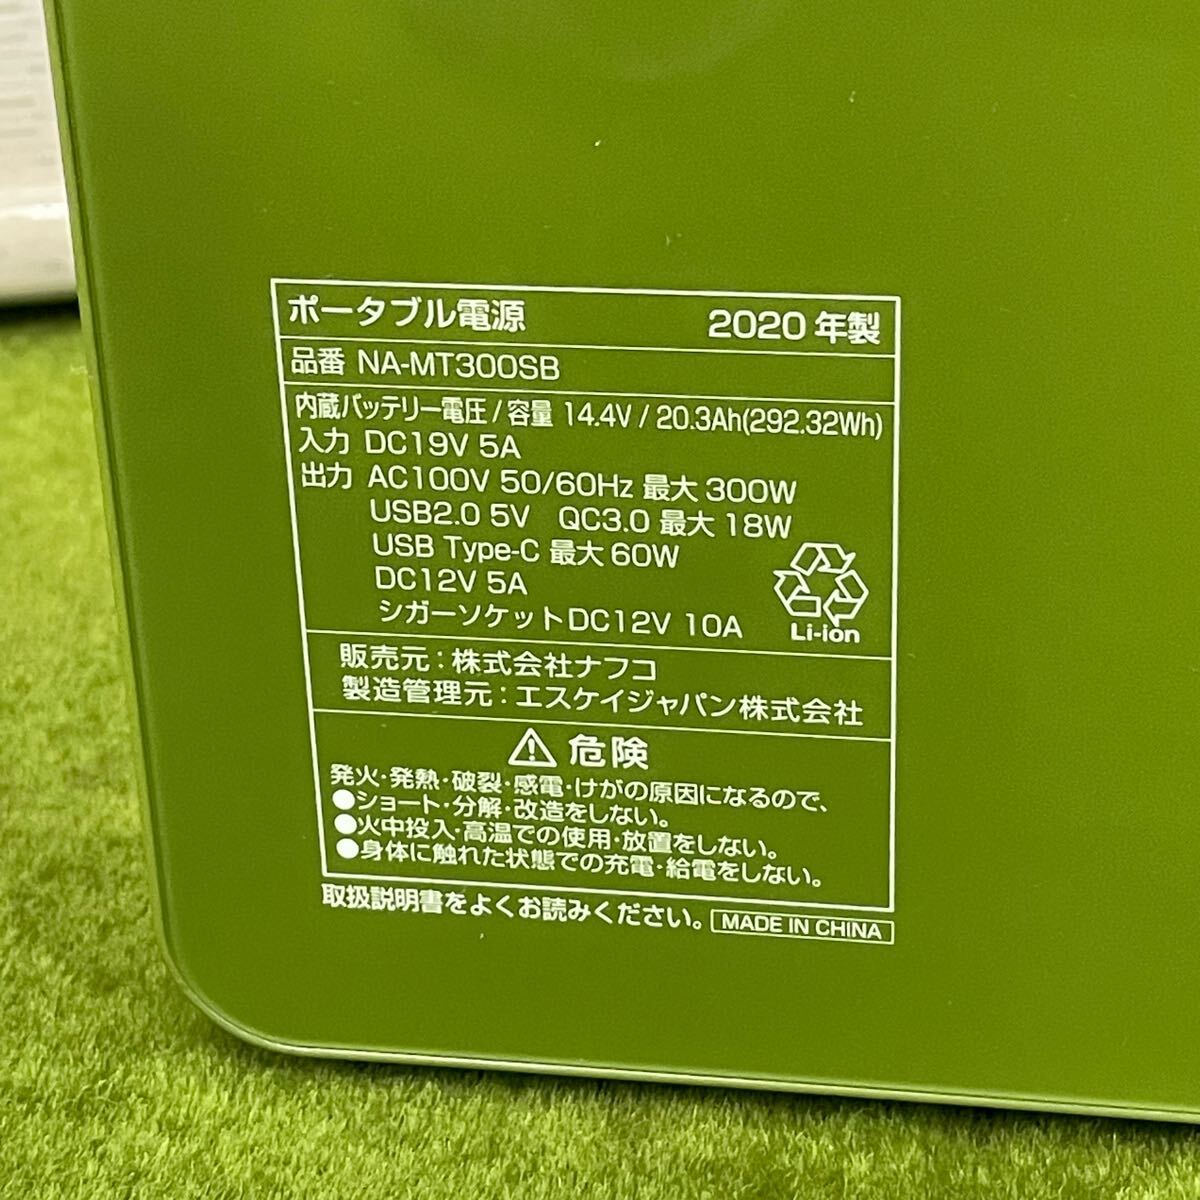 ポータブル電源 2020年製
品番 NA-MT300SB
内蔵バッテリー電圧/容量 14.4V / 20.3Ah(292.32Wh)
入力 DC19V 5A
出力 AC100V 50/60Hz 最大 300W
USB2.0 5V QC3.0 最大 18W
USB Type-C 最大 60W
DC12V 5A
シガーソケットDC12V 10A
Li-ion
販売元：株式会社ナフコ
製造管理元：エスケイジャパン株式会社
⚠ 危険
発火・発熱・破裂・感電・けがの原因になるので、
●ショート・分解・改造をしない。
●火中投入・高温での使用・放置をしない。
●身体に触れた状態での充電・給電をしない。
取扱説明書をよくお読みください。 MADE IN CHINA